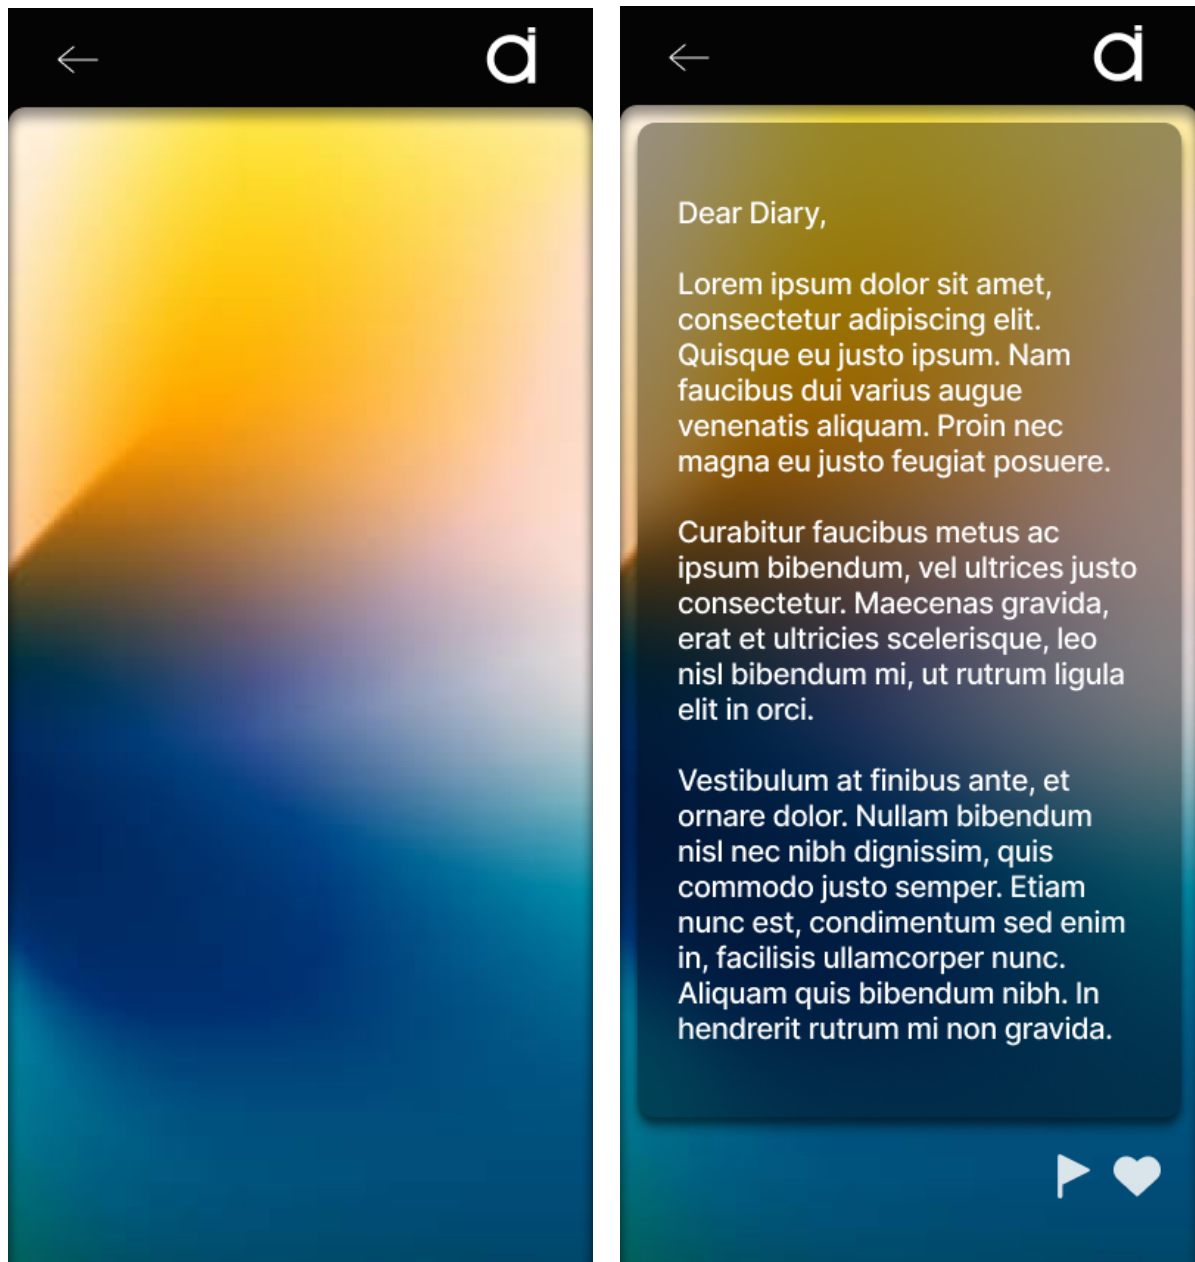 Dear Diary,
Lorem ipsum dolor sit amet,
consectetur adipiscing elit.
Quisque eu justo ipsum. Nam
faucibus dui varius augue
venenatis aliquam. Proin nec
magna eu justo feugiat posuere.
Curabitur faucibus metus ac
ipsum bibendum, vel ultrices justo
consectetur. Maecenas gravida,
erat et ultricies scelerisque, leo
nisl bibendum mi, ut rutrum ligula
elit in orci.
Vestibulum at finibus ante, et
ornare dolor. Nullam bibendum
nisl nec nibh dignissim, quis
commodo justo semper. Etiam
nunc est, condimentum sed enim
in, facilisis ullamcorper nunc.
Aliquam quis bibendum nibh. In
hendrerit rutrum mi non gravida.